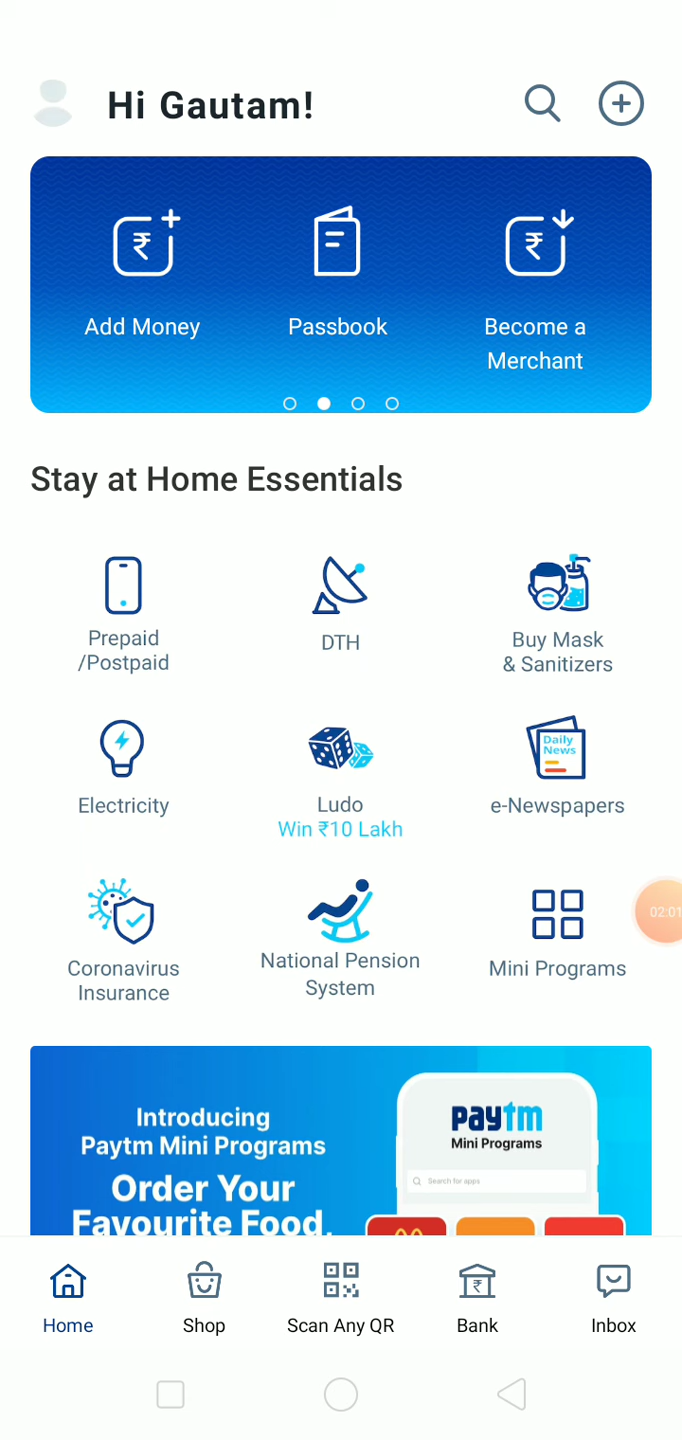 Hi Gautam!
Add Money
Passbook
Become a
Merchant
Stay at Home Essentials
Prepaid
/Postpaid
DTH
Buy Mask
& Sanitizers
Electricity
Ludo
Win ₹10 Lakh
Daily
News
e-Newspapers
Coronavirus
Insurance
National Pension
System
Mini Programs
02:01
Introducing
Paytm Mini Programs
Order Your
Favourite Food,
paytm
Mini Programs
Search for apps
Home
Shop
Scan Any QR
Bank
Inbox